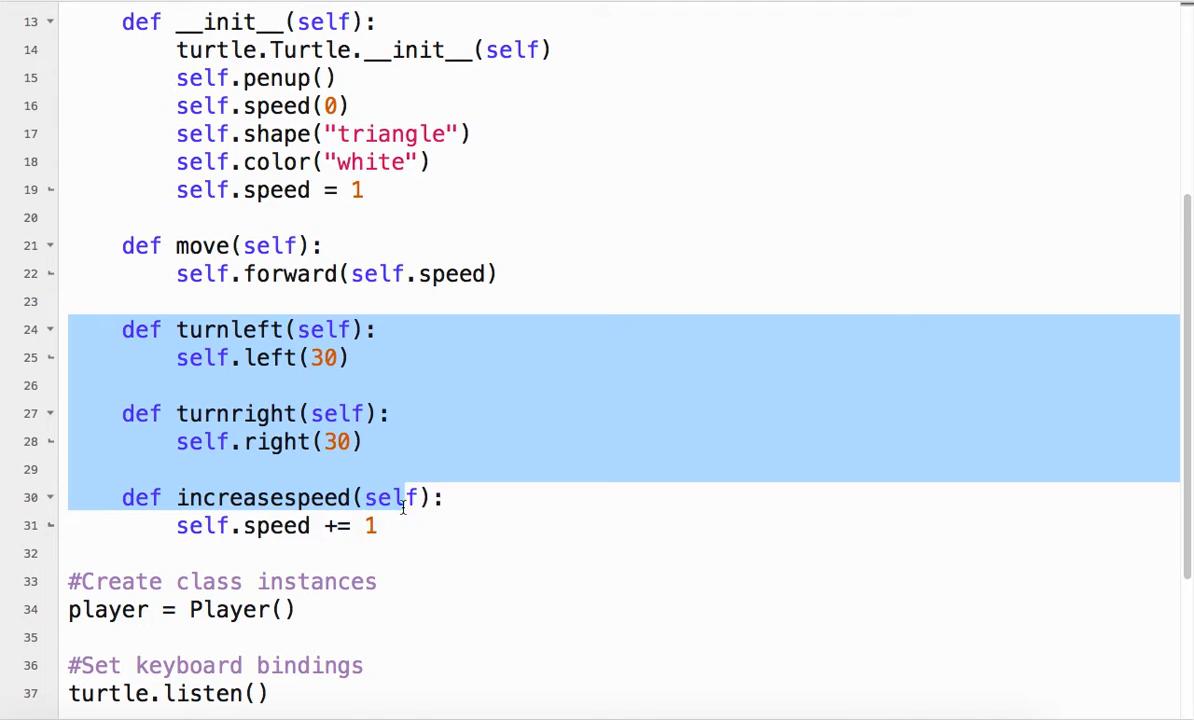 13 def __init__(self):
14 turtle.Turtle.__init__(self)
15 self.penup()
16 self.speed(0)
17 self.shape("triangle")
18 self.color("white")
19 self.speed = 1
20
21 def move(self):
22 self.forward(self.speed)
23
24 def turnleft(self):
25 self.left(30)
26
27 def turnright(self):
28 self.right(30)
29
30 def increasespeed(self):
31 self.speed += 1
32
33 #Create class instances
34 player = Player()
35
36 #Set keyboard bindings
37 turtle.listen()